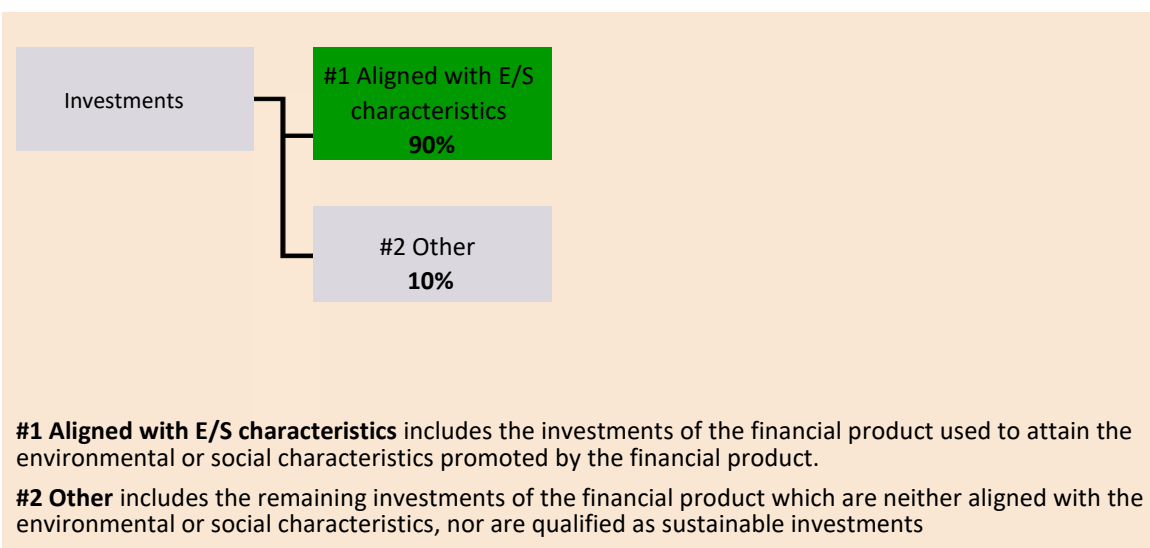 Investments
#1 Aligned with E/S
characteristics
90%
#2 Other
10%
#1 Aligned with E/S characteristics includes the investments of the financial product used to attain the
environmental or social characteristics promoted by the financial product.
#2 Other includes the remaining investments of the financial product which are neither aligned with the
environmental or social characteristics, nor are qualified as sustainable investments